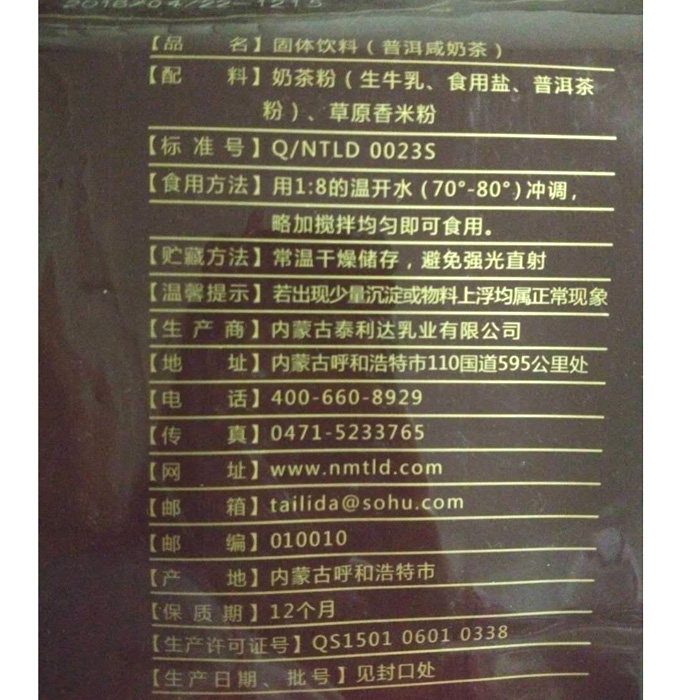 2018/04/22-1215
【品 名】固体饮料（普洱咸奶茶）
【配 料】奶茶粉（生牛乳、食用盐、普洱茶
粉）、草原香米粉
【标 准 号】Q/NTLD 0023S
【食用方法】用1:8的温开水（70°-80°）冲调，
略加搅拌均匀即可食用。
【贮藏方法】常温干燥储存，避免强光直射
【温馨提示】若出现少量沉淀或物料上浮均属正常现象
【生 产 商】内蒙古泰利达乳业有限公司
【地 址】内蒙古呼和浩特市110国道595公里处
【电 话】400-660-8929
【传 真】0471-5233765
【网 址】www.nmtld.com
【邮 箱】tailida@sohu.com
【邮 编】010010
【产 地】内蒙古呼和浩特市
【保 质 期】12个月
【生产许可证号】QS1501 0601 0338
【生产日期、批号】见封口处